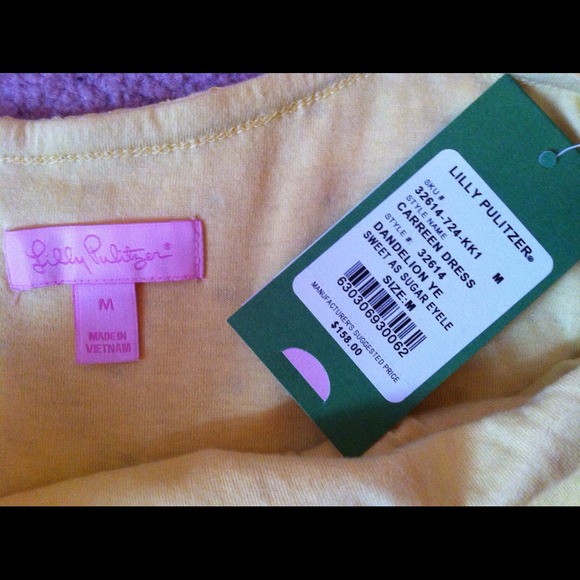 Lilly Pulitzer®
M
MADE IN
VIETNAM
LILLY PULITZER®
SKU #
32614-724-KK1 M
STYLE NAME
CARREEN DRESS
STYLE #: 32614
DANDELION YE
SWEET AS SUGAR EYELE
SIZE:M
630306930062
MANUFACTURER'S SUGGESTED PRICE
$158.00